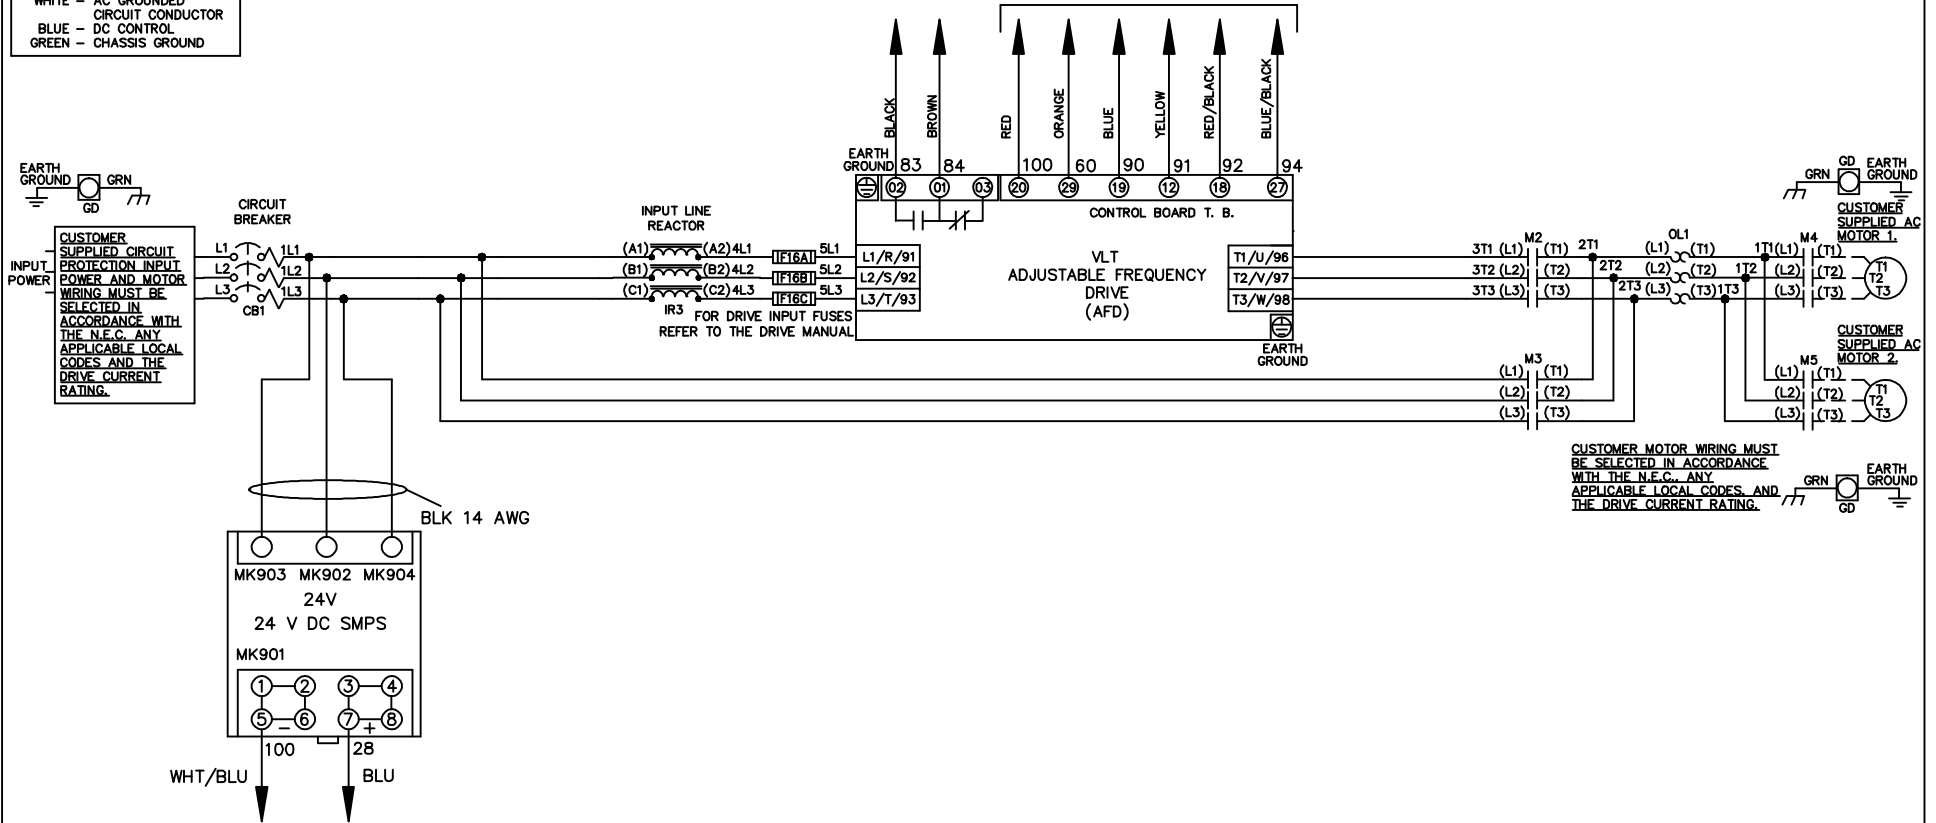 WHITE – AC GROUNDED
CIRCUIT CONDUCTOR
BLUE – DC CONTROL
GREEN – CHASSIS GROUND
BLACK
BROWN
RED
ORANGE
BLUE
YELLOW
RED/BLACK
BLUE/BLACK
EARTH
GROUND
83
84
100
60
90
91
92
94
02
01
03
20
29
19
12
18
27
CONTROL BOARD T. B.
EARTH
GROUND
GRN
GD
CIRCUIT
BREAKER
INPUT
POWER
CUSTOMER
SUPPLIED CIRCUIT
PROTECTION INPUT
POWER AND MOTOR
WIRING MUST BE
SELECTED IN
ACCORDANCE WITH
THE N.E.C. ANY
APPLICABLE LOCAL
CODES AND THE
DRIVE CURRENT
RATING.
L1
1L1
L2
1L2
L3
1L3
CB1
INPUT LINE
REACTOR
(A1)
(A2)
4L1
F16A
5L1
(B1)
(B2)
4L2
F16B
5L2
(C1)
(C2)
4L3
F16C
5L3
IR3
FOR DRIVE INPUT FUSES
REFER TO THE DRIVE MANUAL
L1/R/91
L2/S/92
L3/T/93
VLT
ADJUSTABLE FREQUENCY
DRIVE
(AFD)
T1/U/96
T2/V/97
T3/W/98
EARTH
GROUND
M2
3T1 (L1) (T1)
2T1
3T2 (L2) (T2)
2T2
3T3 (L3) (T3)
2T3
OL1
(L1) (T1)
1T1
(L2) (T2)
1T2
(L3) (T3)
1T3
M4
(L1) (T1)
(L2) (T2)
(L3) (T3)
T1
T2
T3
GD
GRN
EARTH
GROUND
CUSTOMER
SUPPLIED AC
MOTOR 1.
CUSTOMER
SUPPLIED AC
MOTOR 2.
M3
(L1) (T1)
(L2) (T2)
(L3) (T3)
M5
(L1) (T1)
(L2) (T2)
(L3) (T3)
T1
T2
T3
CUSTOMER MOTOR WIRING MUST
BE SELECTED IN ACCORDANCE
WITH THE N.E.C., ANY
APPLICABLE LOCAL CODES, AND
THE DRIVE CURRENT RATING.
GRN
GD
EARTH
GROUND
BLK 14 AWG
MK903
MK902
MK904
24V
24 V DC SMPS
MK901
1
2
3
4
5
–
6
7
+
8
100
28
WHT/BLU
BLU